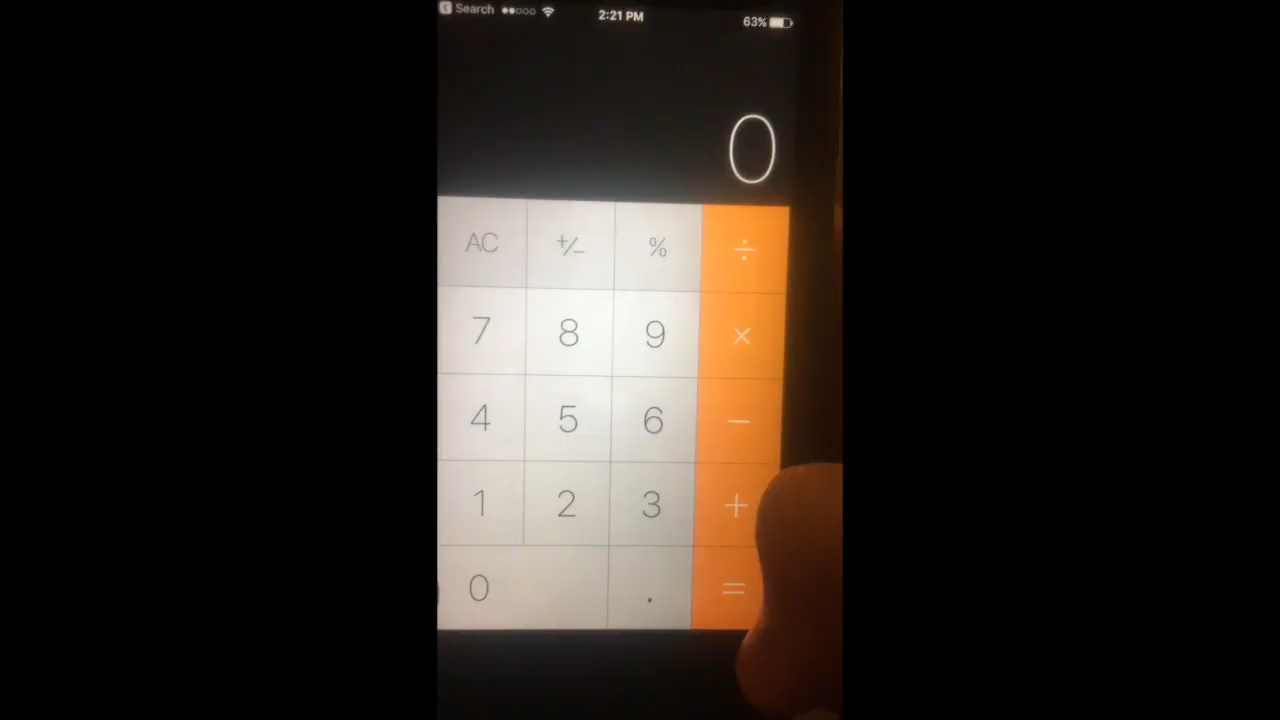 Search 2:21 PM 63%
0
AC +/- % ÷
7 8 9 ×
4 5 6 −
1 2 3 +
0 . =